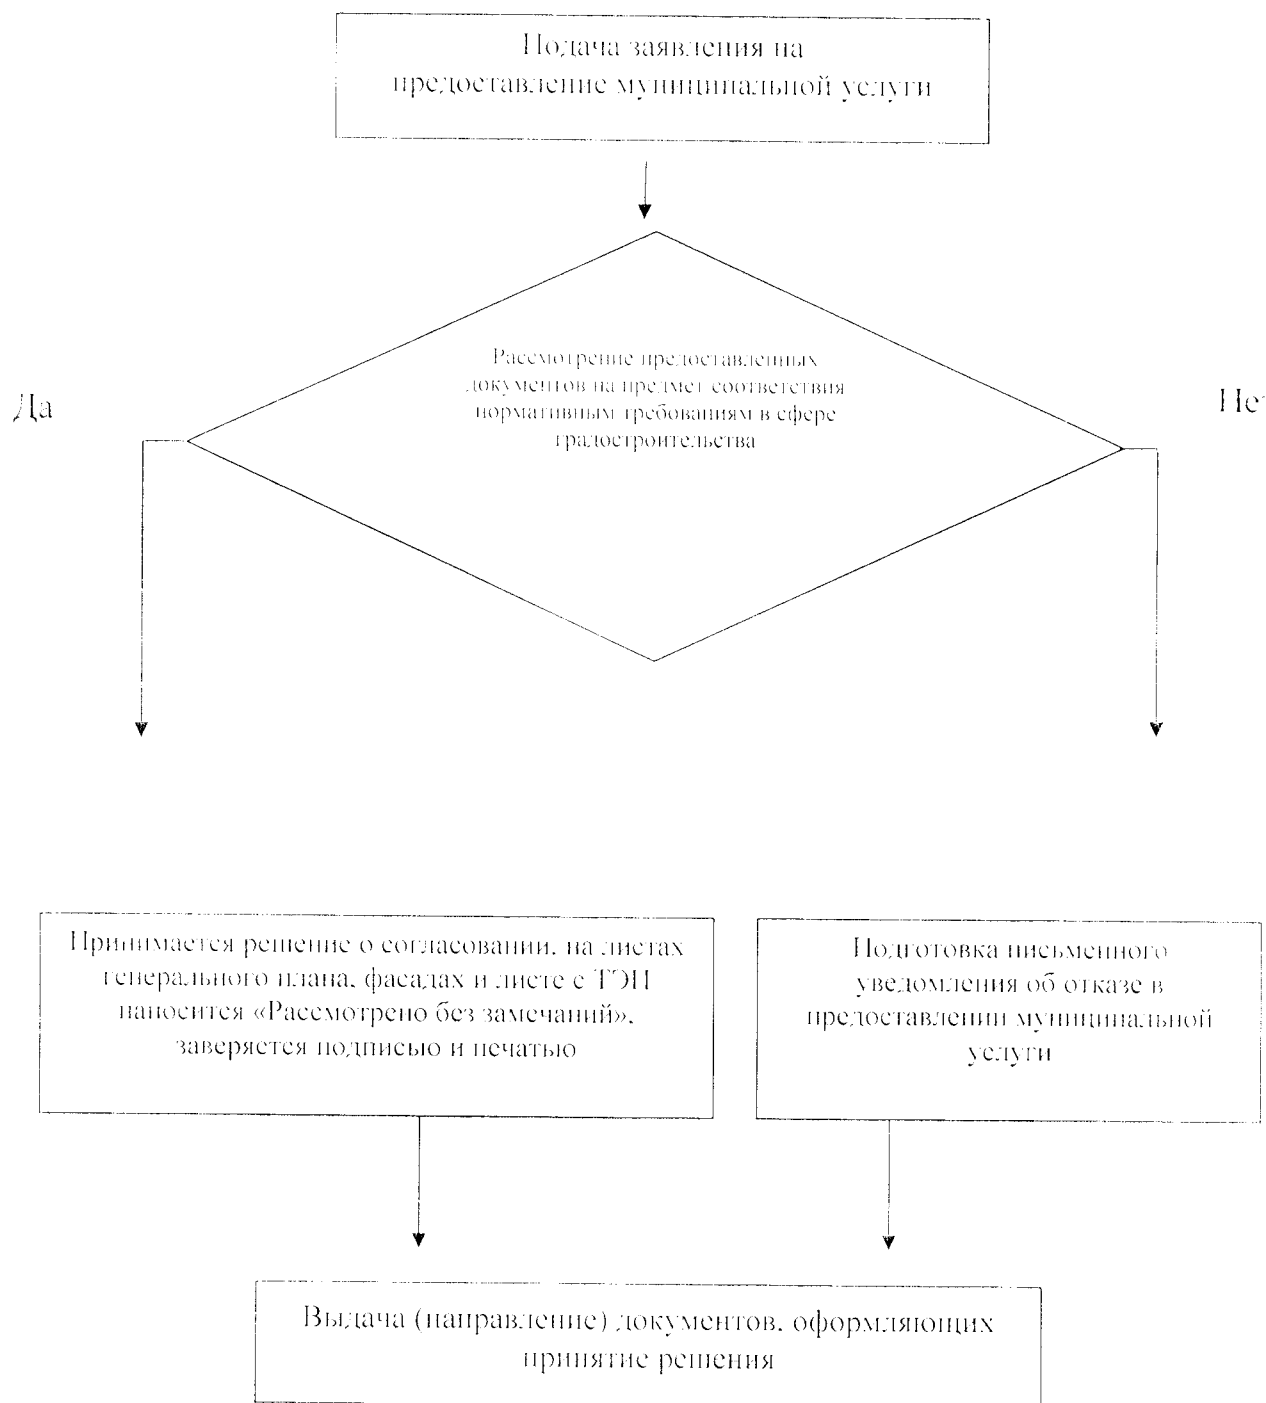 Подача заявления на
предоставление муниципальной услуги
Рассмотрение предоставленных
документов на предмет соответствия
нормативным требованиям в сфере
градостроительства
Да
Нет
Принимается решение о согласовании, на листах
генерального плана, фасадах и листе с ТЭП
наносится «Рассмотрено без замечаний»,
заверяется подписью и печатью
Подготовка письменного
уведомления об отказе в
предоставлении муниципальной
услуги
Выдача (направление) документов, оформляющих
принятие решения